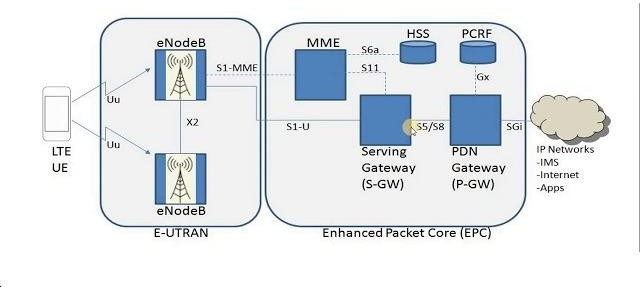 eNodeB
MME
HSS
PCRF
S6a
S1-MME
S11
Gx
Uu
X2
S1-U
S5/S8
SGi
Uu
LTE
UE
Serving
Gateway
(S-GW)
PDN
Gateway
(P-GW)
IP Networks
-IMS
-Internet
-Apps
eNodeB
E-UTRAN
Enhanced Packet Core (EPC)